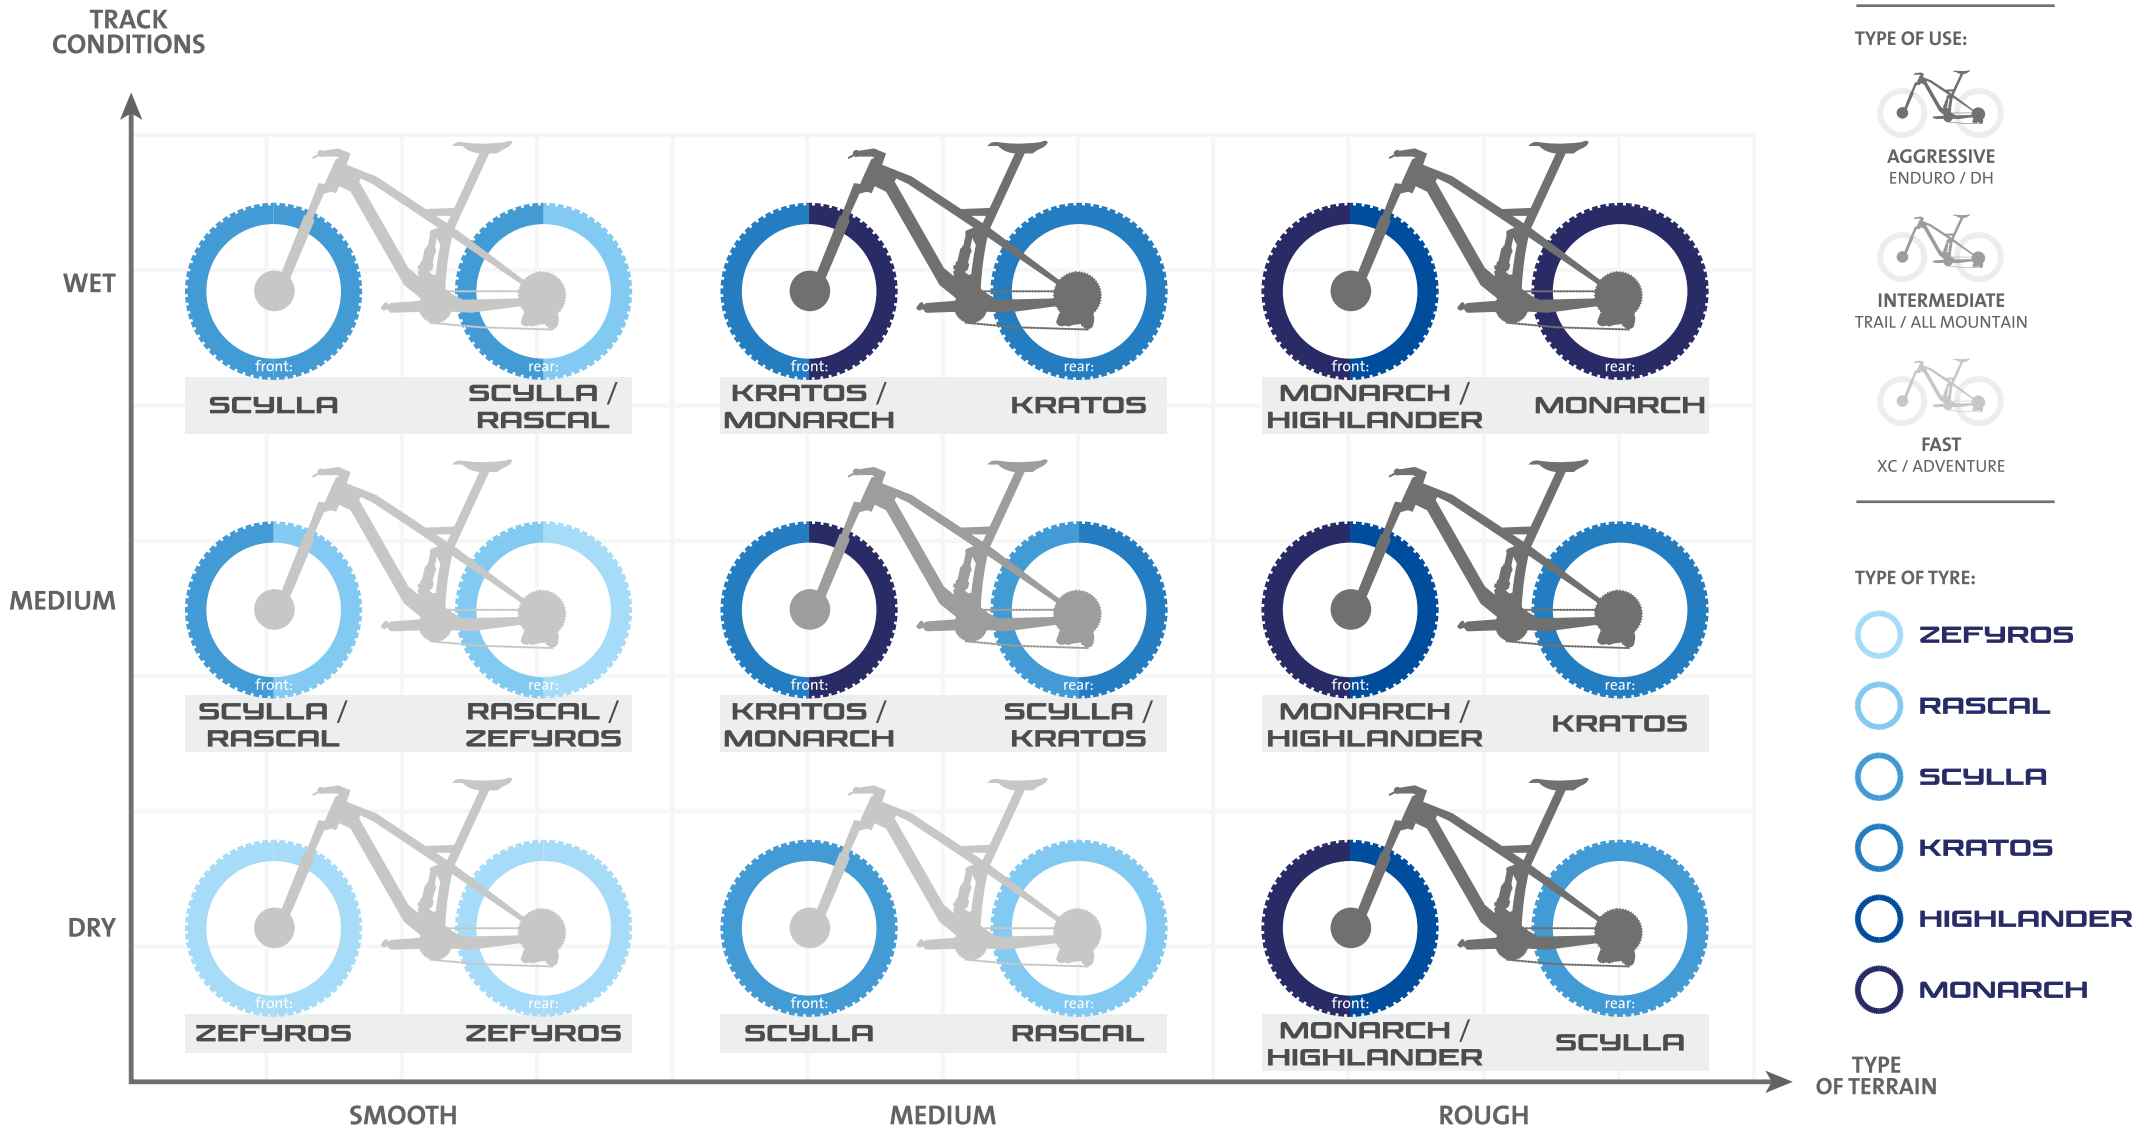 TRACK
CONDITIONS
WET
front:
rear:
SCYLLA
SCYLLA /
RASCAL
front:
rear:
KRATOS /
MONARCH
KRATOS
front:
rear:
MONARCH /
HIGHLANDER
MONARCH
MEDIUM
front:
rear:
SCYLLA /
RASCAL
RASCAL /
ZEFYROS
front:
rear:
KRATOS /
MONARCH
SCYLLA /
KRATOS
front:
rear:
MONARCH /
HIGHLANDER
KRATOS
DRY
front:
rear:
ZEFYROS
ZEFYROS
front:
rear:
SCYLLA
RASCAL
front:
rear:
MONARCH /
HIGHLANDER
SCYLLA
SMOOTH
MEDIUM
ROUGH
TYPE
OF TERRAIN
TYPE OF USE:
AGGRESSIVE
ENDURO / DH
INTERMEDIATE
TRAIL / ALL MOUNTAIN
FAST
XC / ADVENTURE
TYPE OF TYRE:
ZEFYROS
RASCAL
SCYLLA
KRATOS
HIGHLANDER
MONARCH